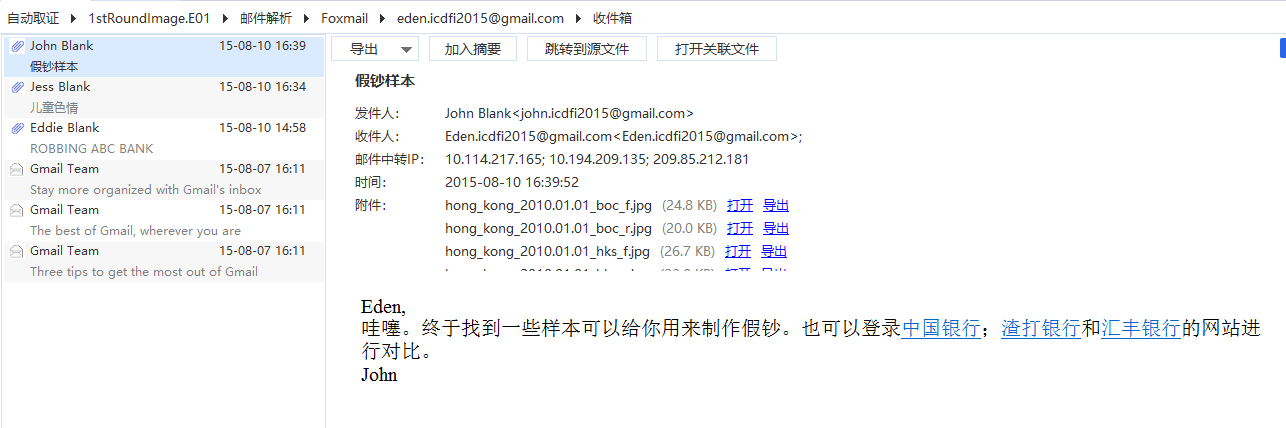 自动取证 1stRoundImage.E01 邮件解析 Foxmail eden.icdfi2015@gmail.com 收件箱
John Blank 15-08-10 16:39
假钞样本
Jess Blank 15-08-10 16:34
儿童色情
Eddie Blank 15-08-10 14:58
ROBBING ABC BANK
Gmail Team 15-08-07 16:11
Stay more organized with Gmail's inbox
Gmail Team 15-08-07 16:11
The best of Gmail, wherever you are
Gmail Team 15-08-07 16:11
Three tips to get the most out of Gmail
导出 加入摘要 跳转到源文件 打开关联文件
假钞样本
发件人: John Blank<john.icdfi2015@gmail.com>
收件人: Eden.icdfi2015@gmail.com<Eden.icdfi2015@gmail.com>;
邮件中转IP: 10.114.217.165; 10.194.209.135; 209.85.212.181
时间: 2015-08-10 16:39:52
附件: hong_kong_2010.01.01_boc_f.jpg (24.8 KB) 打开 导出
hong_kong_2010.01.01_boc_r.jpg (20.0 KB) 打开 导出
hong_kong_2010.01.01_hks_f.jpg (26.7 KB) 打开 导出
Eden,
哇噻。终于找到一些样本可以给你用来制作假钞。也可以登录中国银行；渣打银行和汇丰银行的网站进
行对比。
John